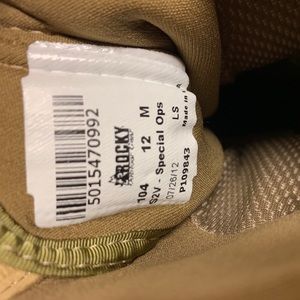 5015470992
ROCKY
104 12 M
S2V - Special Ops
07/26/12 LS
P109843 Made in